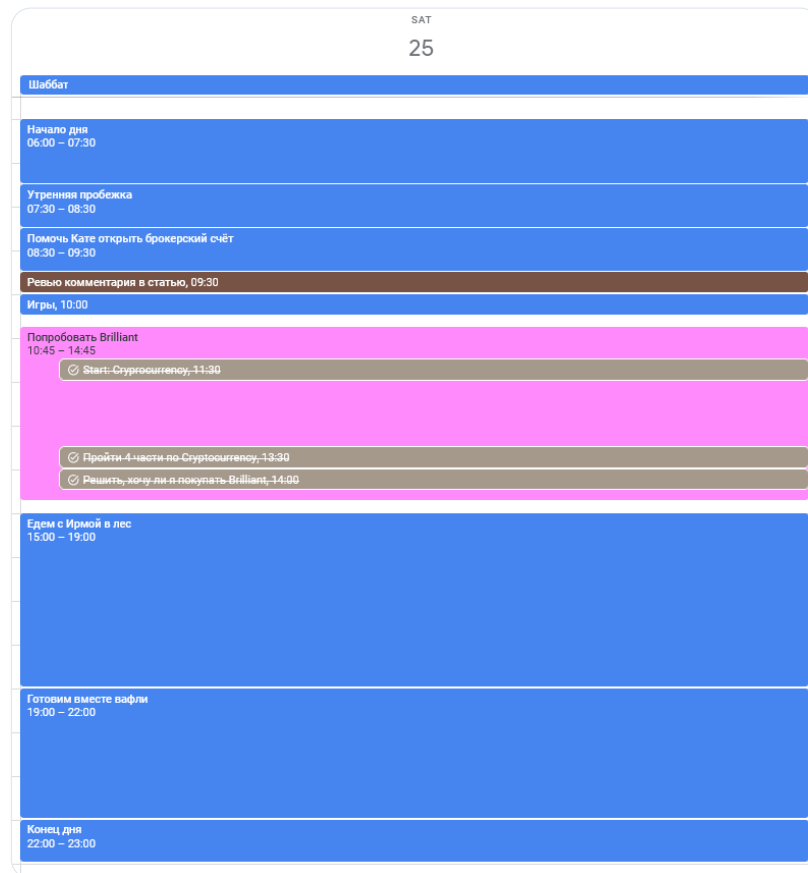 SAT
25
Шаббат
Начало дня
06:00 – 07:30
Утренняя пробежка
07:30 – 08:30
Помочь Кате открыть брокерский счёт
08:30 – 09:30
Ревью комментария в статью, 09:30
Игры, 10:00
Попробовать Brilliant
10:45 – 14:45
Start: Cryprocurrency, 11:30
Пройти 4 части по Cryptocurrency, 13:30
Решить, хочу ли я покупать Brilliant, 14:00
Едем с Ирмой в лес
15:00 – 19:00
Готовим вместе вафли
19:00 – 22:00
Конец дня
22:00 – 23:00